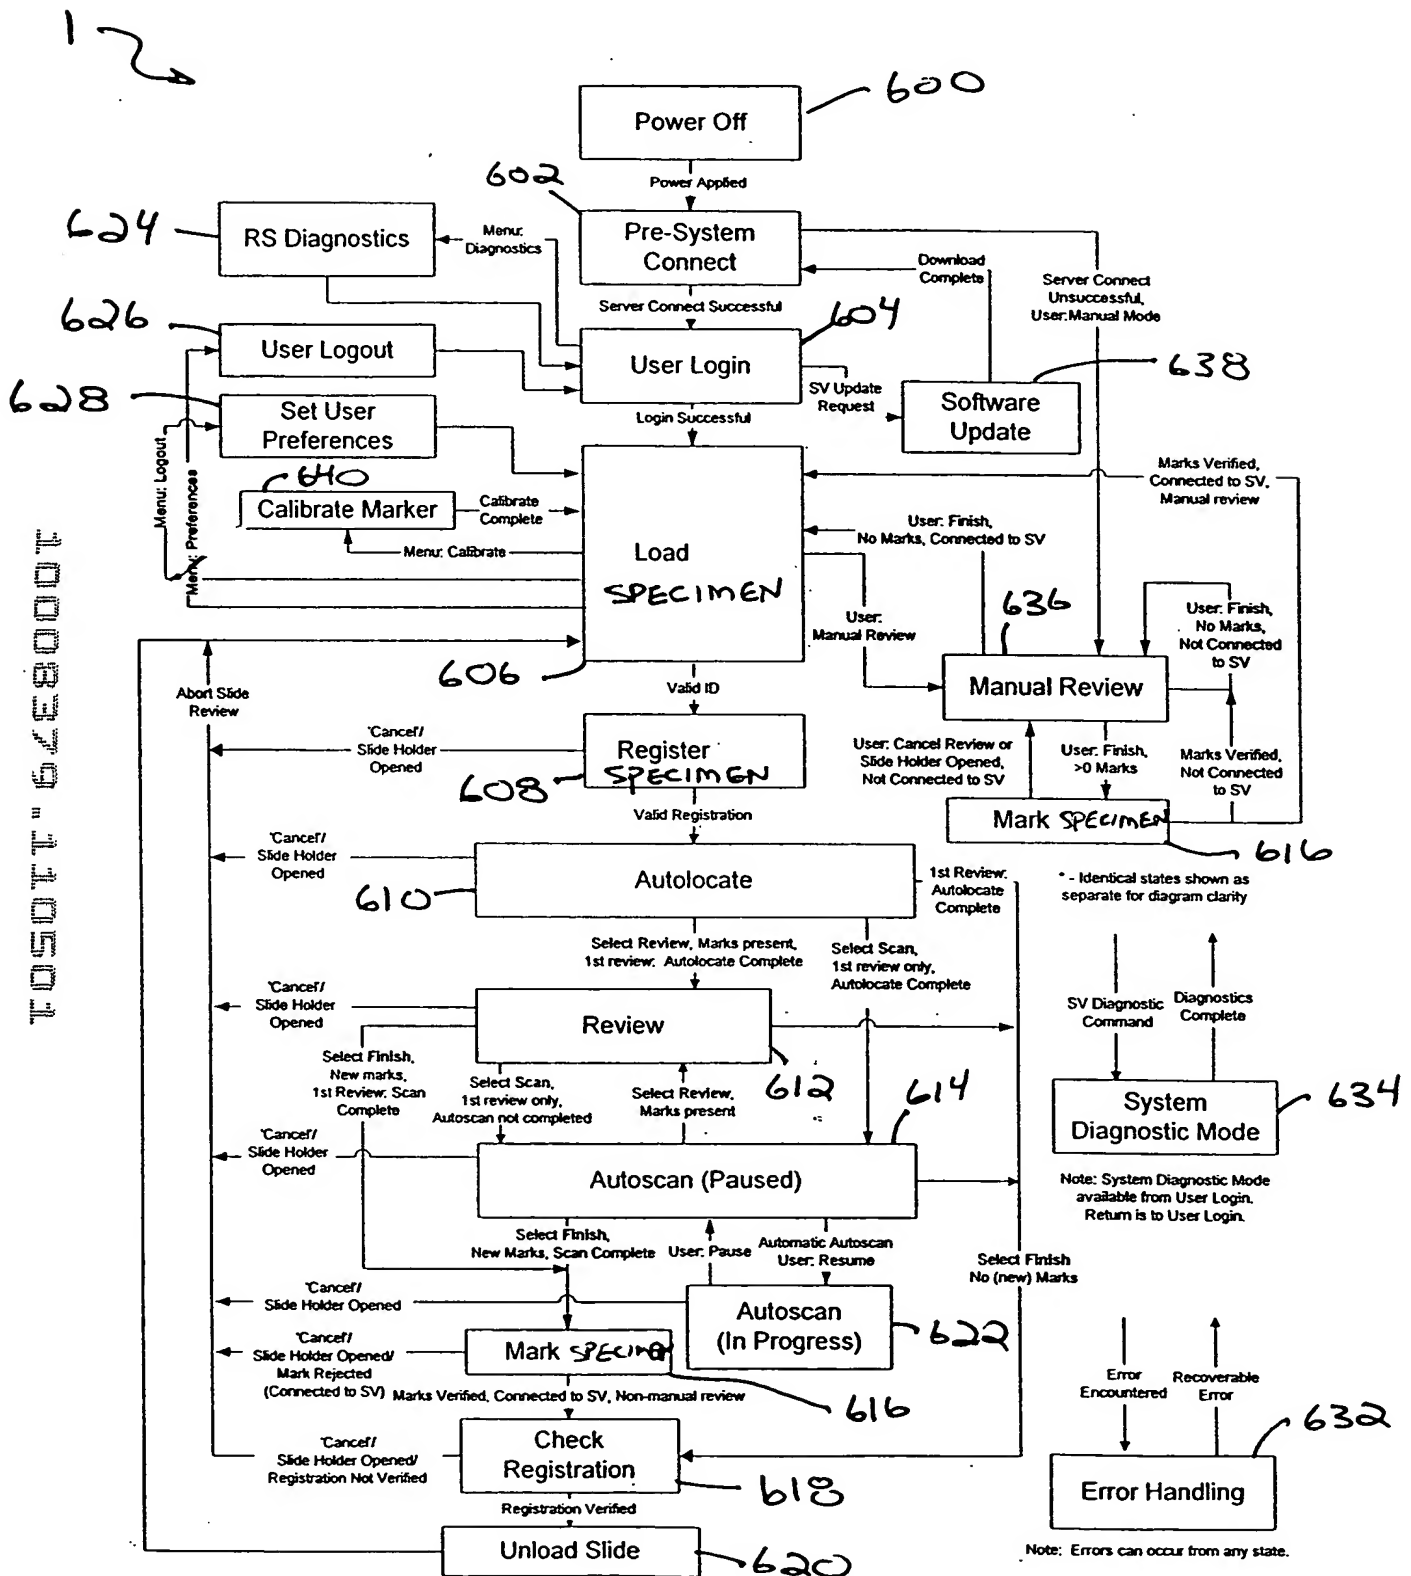 1
600
Power Off
602
Power Applied
624
RS Diagnostics
Menu:
Diagnostics
Pre-System
Connect
Download
Complete
Server Connect
Unsuccessful,
User:Manual Mode
Server Connect Successful
604
626
User Logout
User Login
SV Update
Request
638
Software
Update
628
Set User
Preferences
Login Successful
Menu: Logout
Menu: Preferences
640
Calibrate Marker
Calibrate
Complete
Menu: Calibrate
Load
SPECIMEN
606
Marks Verified,
Connected to SV,
Manual review
User: Finish,
No Marks, Connected to SV
User:
Manual Review
636
User: Finish,
No Marks,
Not Connected
to SV
Manual Review
Abort Slide
Review
Valid ID
'Cancel'/
Slide Holder
Opened
Register
SPECIMEN
608
User: Cancel Review or
Slide Holder Opened,
Not Connected to SV
User: Finish,
>0 Marks
Marks Verified,
Not Connected
to SV
Mark SPECIMEN
616
Valid Registration
'Cancel'/
Slide Holder
Opened
Autolocate
610
1st Review:
Autolocate
Complete
* - Identical states shown as
separate for diagram clarity
Select Review, Marks present,
1st review: Autolocate Complete
Select Scan,
1st review only,
Autolocate Complete
'Cancel'/
Slide Holder
Opened
Review
612
SV Diagnostic
Command
Diagnostics
Complete
Select Finish,
New marks,
1st Review: Scan
Complete
Select Scan,
1st review only,
Autoscan not completed
Select Review,
Marks present
614
System
Diagnostic Mode
634
'Cancel'/
Slide Holder
Opened
Autoscan (Paused)
Note: System Diagnostic Mode
available from User Login.
Return is to User Login.
Select Finish,
New Marks, Scan Complete
User: Pause
Automatic Autoscan
User: Resume
Select Finish
No (new) Marks
'Cancel'/
Slide Holder Opened
Autoscan
(In Progress)
622
'Cancel'/
Slide Holder Opened/
Mark Rejected
(Connected to SV)
Mark SPECIMEN
616
Marks Verified, Connected to SV, Non-manual review
Error
Encountered
Recoverable
Error
632
'Cancel'/
Slide Holder Opened/
Registration Not Verified
Check
Registration
618
Error Handling
Registration Verified
Unload Slide
620
Note: Errors can occur from any state.
10008379.110501